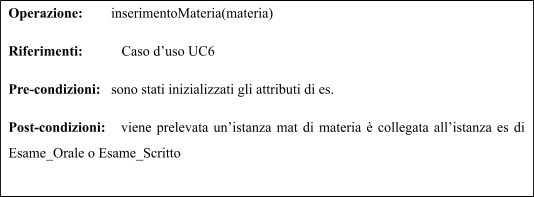 Operazione: inserimentoMateria(materia)
Riferimenti: Caso d’uso UC6
Pre-condizioni: sono stati inizializzati gli attributi di es.
Post-condizioni: viene prelevata un’istanza mat di materia è collegata all’istanza es di
Esame_Orale o Esame_Scritto